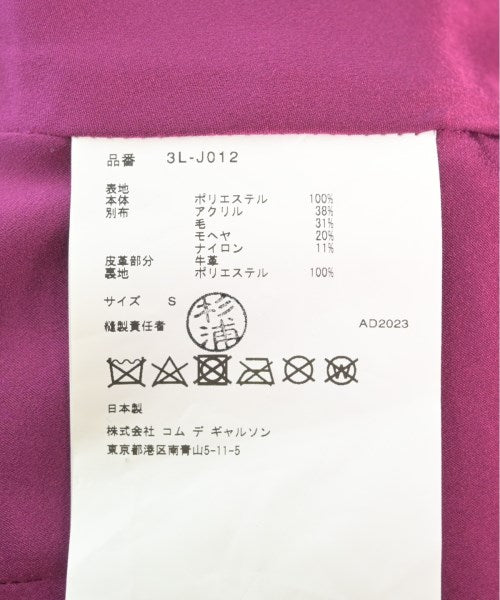 品番 3L-J012
表地
本体 ポリエステル 100%
別布 アクリル 38%
毛 31%
モヘヤ 20%
ナイロン 11%
皮革部分 牛革
裏地 ポリエステル 100%
サイズ S
縫製責任者 杉浦 AD2023
日本製
株式会社 コム デ ギャルソン
東京都港区南青山5-11-5